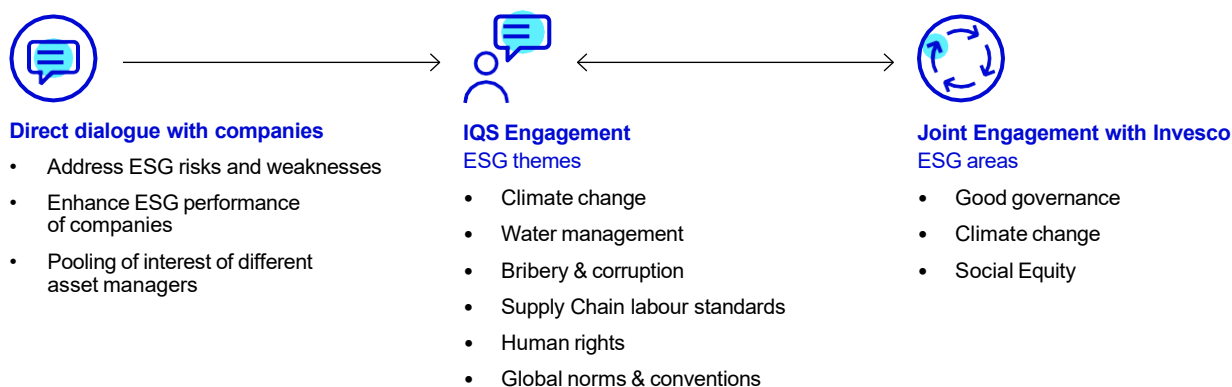 Direct dialogue with companies
• Address ESG risks and weaknesses
• Enhance ESG performance
of companies
• Pooling of interest of different
asset managers
IQS Engagement
ESG themes
• Climate change
• Water management
• Bribery & corruption
• Supply Chain labour standards
• Human rights
• Global norms & conventions
Joint Engagement with Invesco
ESG areas
• Good governance
• Climate change
• Social Equity